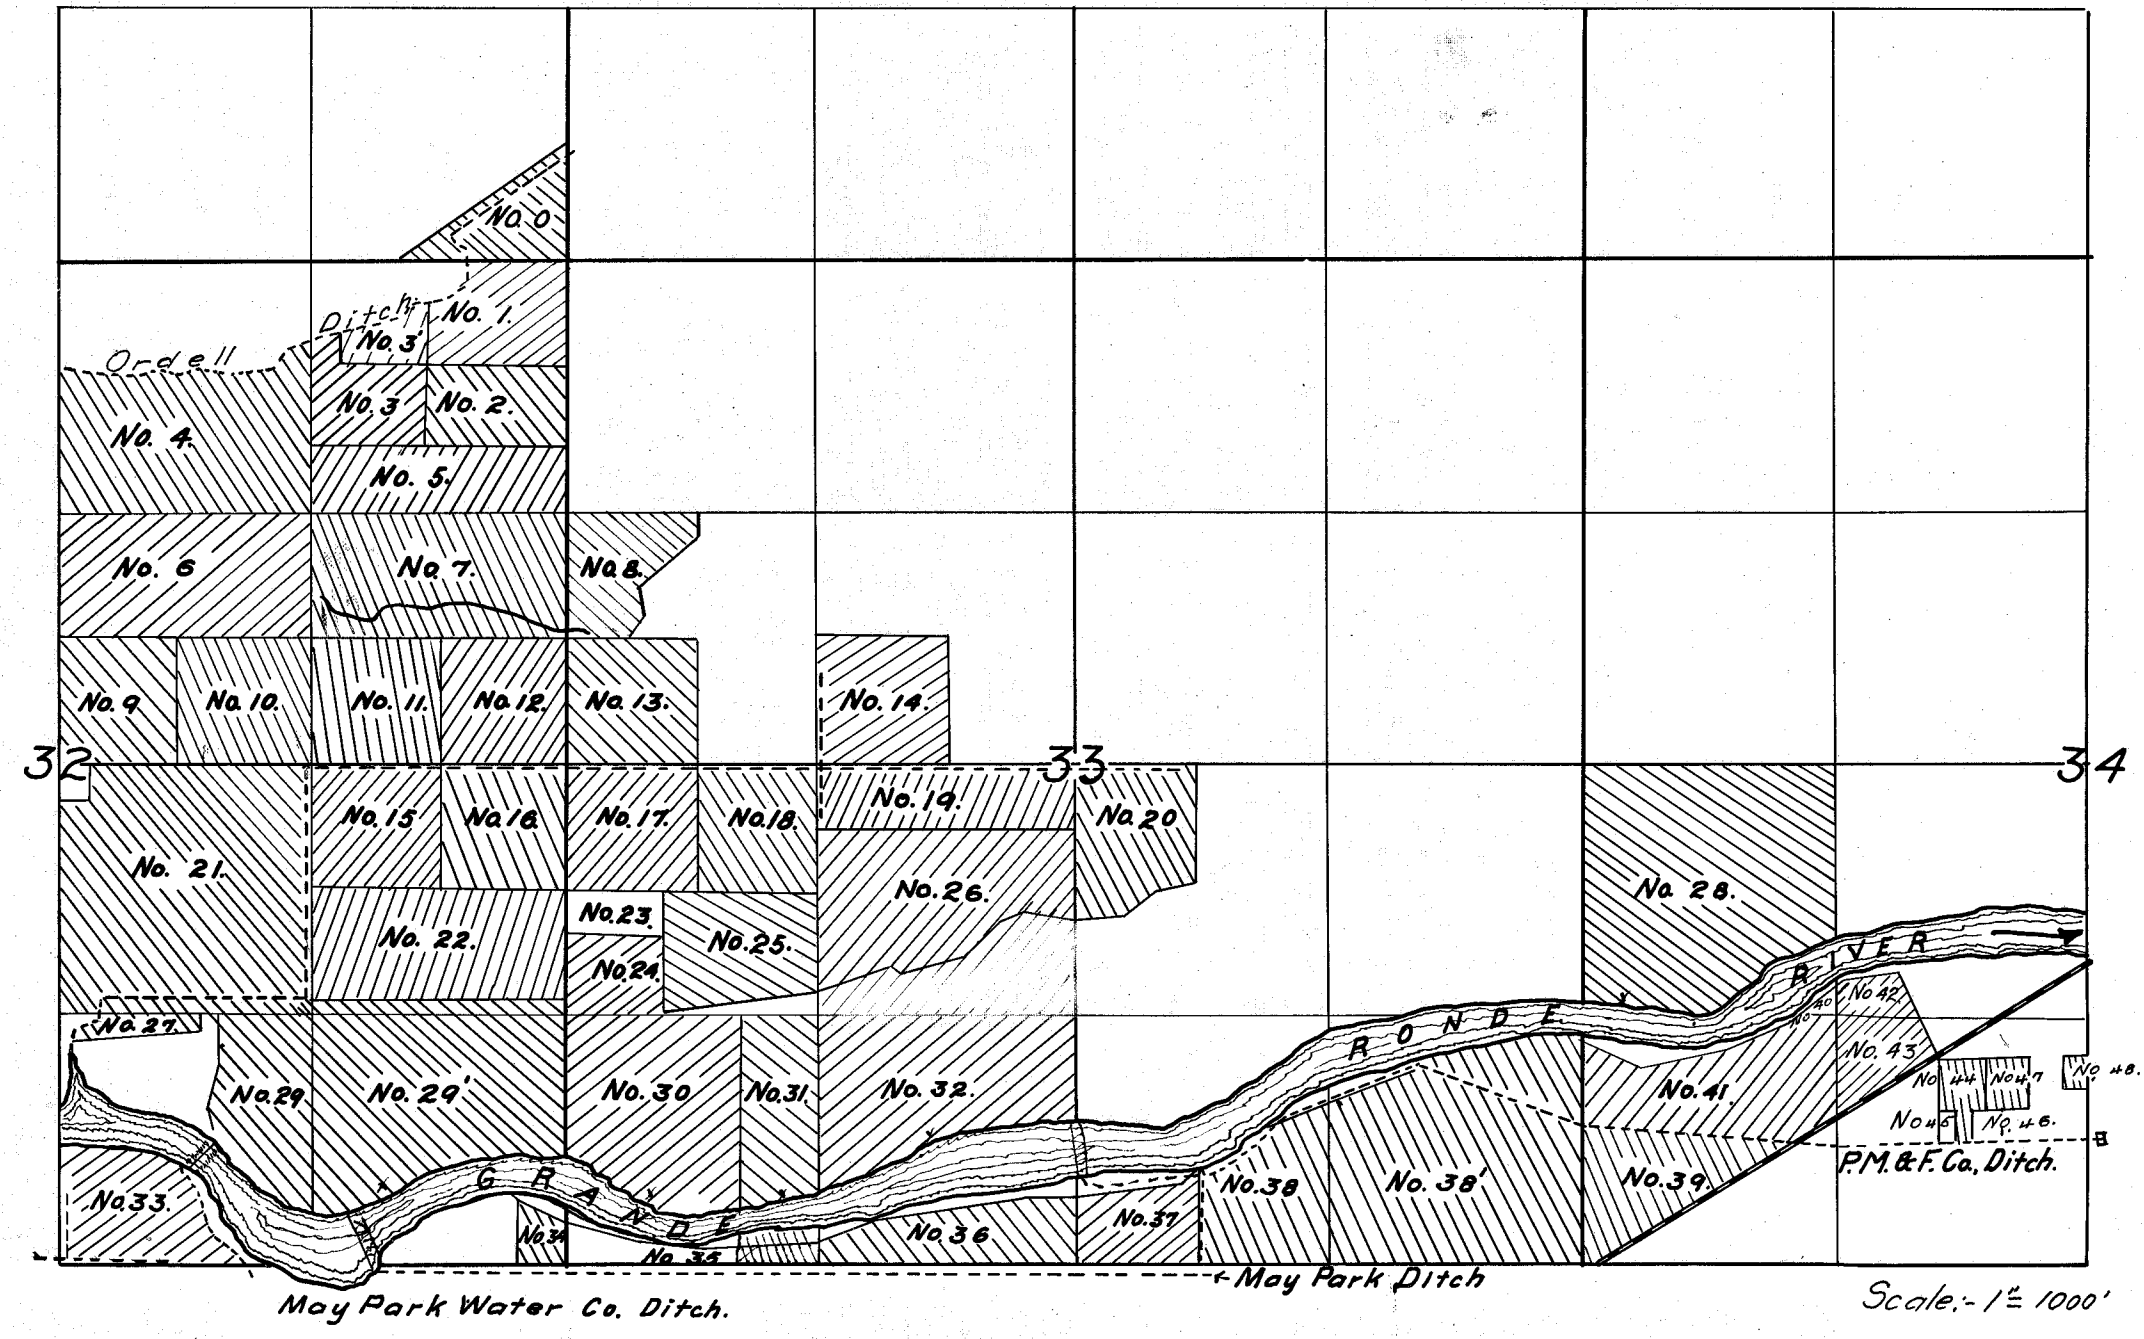 No. 0
Ordell Ditch
No. 1.
No. 3'
No. 3
No. 2.
No. 4.
No. 5.
No. 6
No. 7.
No. 8.
No. 9
No. 10.
No. 11.
No. 12.
No. 13.
No. 14.
32
33
34
No. 15
No. 16.
No. 17.
No. 18.
No. 19.
No. 20
No. 21.
No. 22.
No. 23.
No. 24.
No. 25.
No. 26.
No. 28.
No. 27.
No. 29
No. 29'
No. 30
No. 31.
No. 32.
GRANDE RONDE RIVER
No 40
No 42
No. 43
No. 41.
No 44
No 47
No. 48.
No 45
No. 46.
P.M. & F. Co., Ditch.
No. 33.
No. 34
No. 35
No. 36
No. 37
No. 38
No. 38'
No. 39.
May Park Ditch
May Park Water Co. Ditch.
Scale:- 1" = 1000'